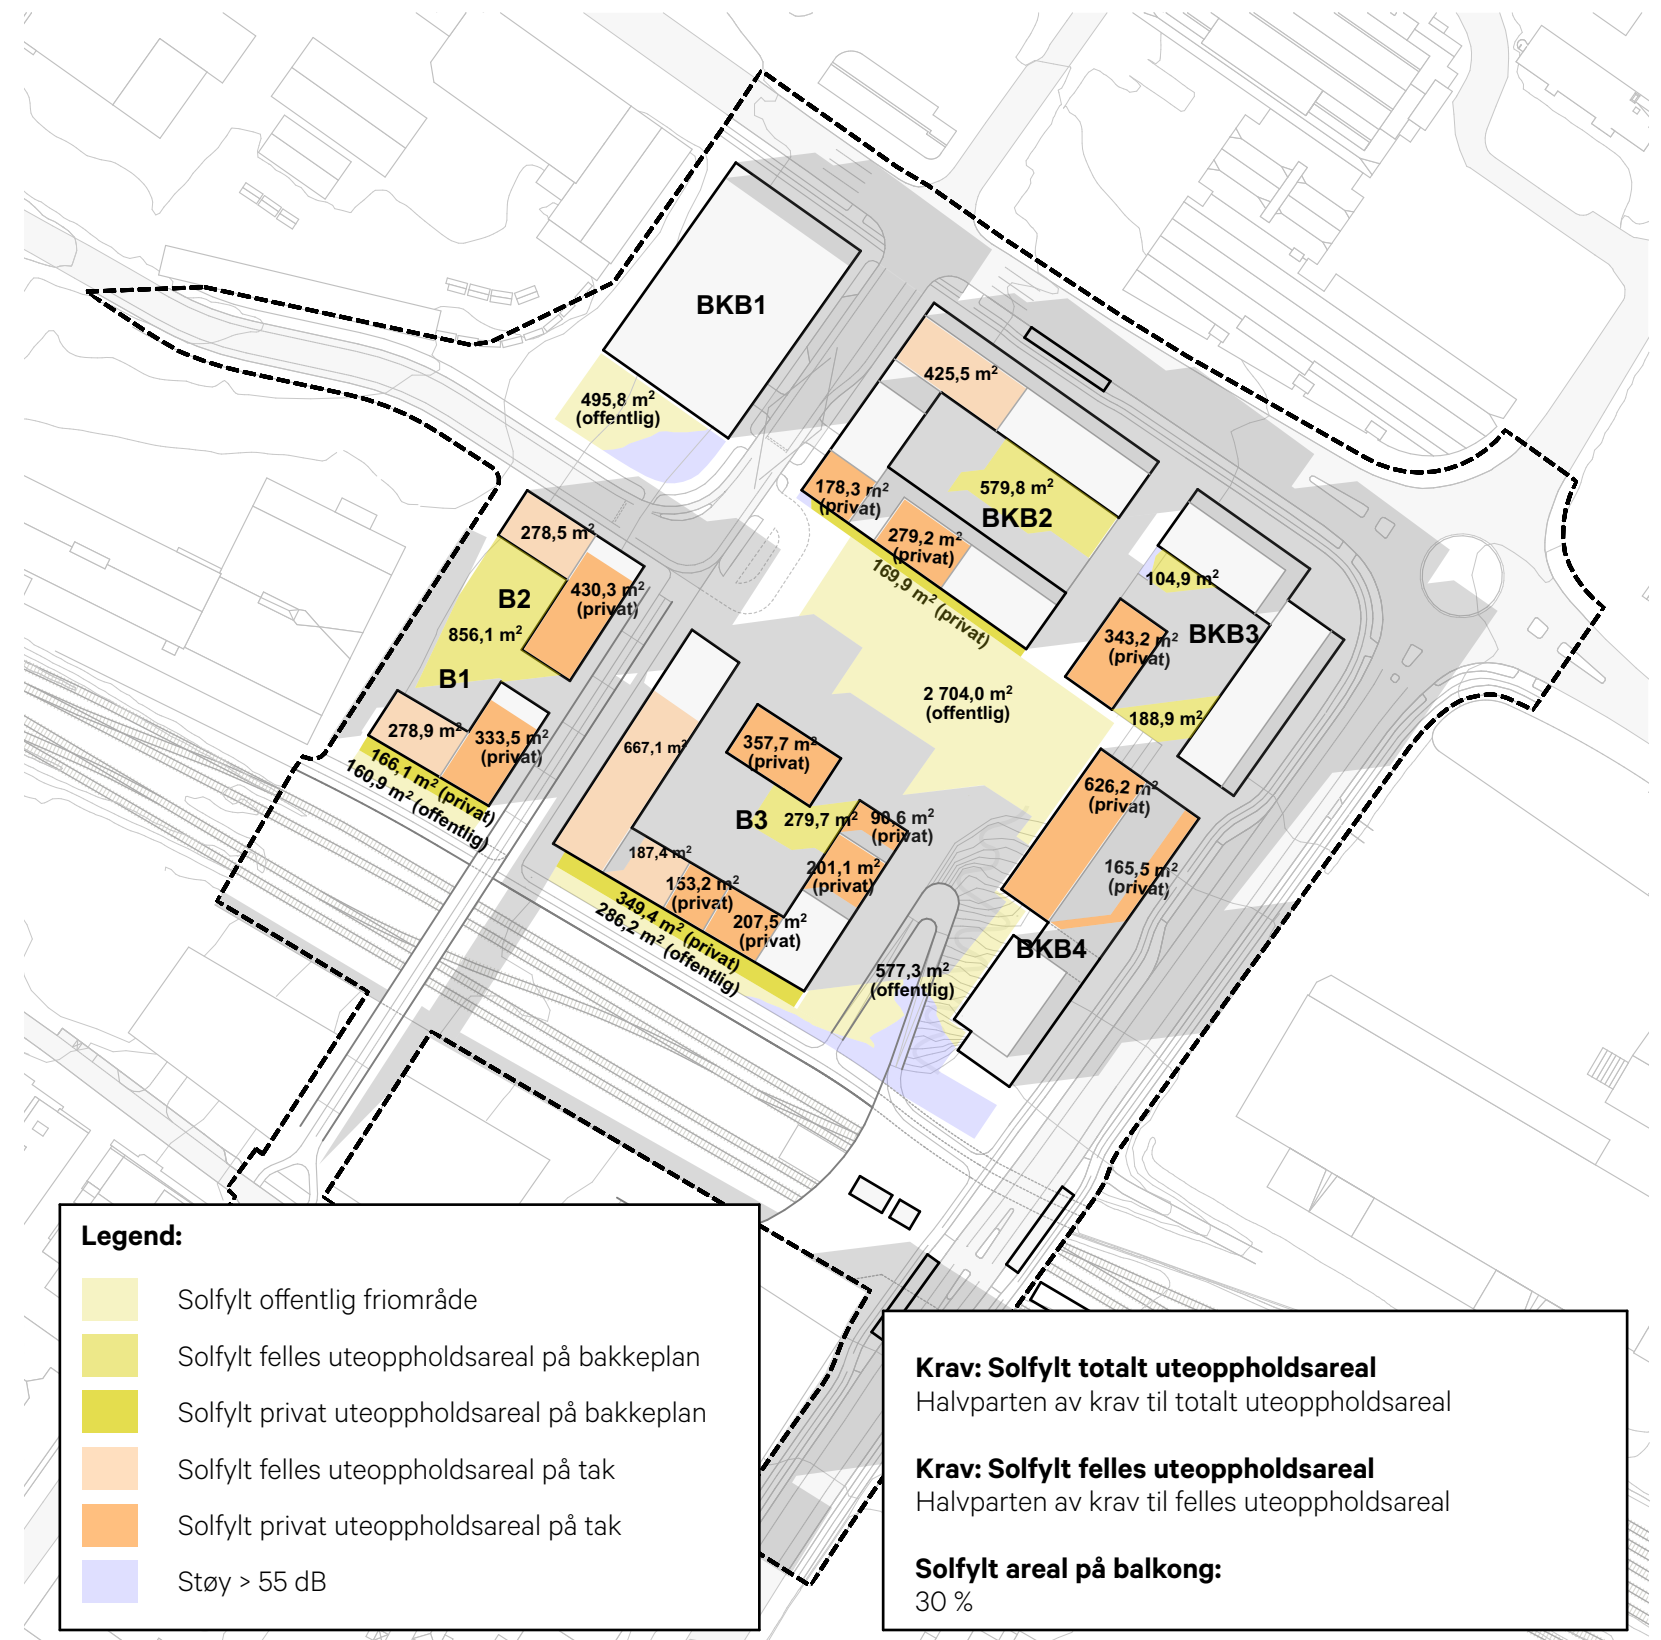 BKB1
495,8 m²
(offentlig)
425,5 m²
178,3 m²
(privat)
579,8 m²
BKB2
279,2 m²
(privat)
169,9 m² (privat)
104,9 m²
343,2 m²
(privat)
BKB3
188,9 m²
278,5 m²
430,3 m²
(privat)
B2
856,1 m²
B1
278,9 m²
333,5 m²
(privat)
166,1 m² (privat)
160,9 m² (offentlig)
2 704,0 m²
(offentlig)
667,1 m²
357,7 m²
(privat)
B3
279,7 m²
90,6 m²
(privat)
187,4 m²
153,2 m²
(privat)
201,1 m²
(privat)
207,5 m²
(privat)
349,4 m² (privat)
286,2 m² (offentlig)
626,2 m²
(privat)
165,5 m²
(privat)
BKB4
577,3 m²
(offentlig)
Legend:
Solfylt offentlig friområde
Solfylt felles uteoppholdsareal på bakkeplan
Solfylt privat uteoppholdsareal på bakkeplan
Solfylt felles uteoppholdsareal på tak
Solfylt privat uteoppholdsareal på tak
Støy > 55 dB
Krav: Solfylt totalt uteoppholdsareal
Halvparten av krav til totalt uteoppholdsareal
Krav: Solfylt felles uteoppholdsareal
Halvparten av krav til felles uteoppholdsareal
Solfylt areal på balkong:
30 %